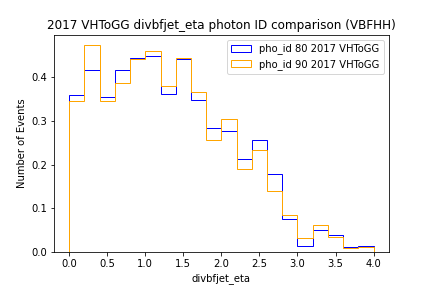 2017 VHToGG divbfjet_eta photon ID comparison (VBFHH)
pho_id 80 2017 VHToGG
pho_id 90 2017 VHToGG
Number of Events
0.4
0.3
0.2
0.1
0.0
0.0 0.5 1.0 1.5 2.0 2.5 3.0 3.5 4.0
divbfjet_eta